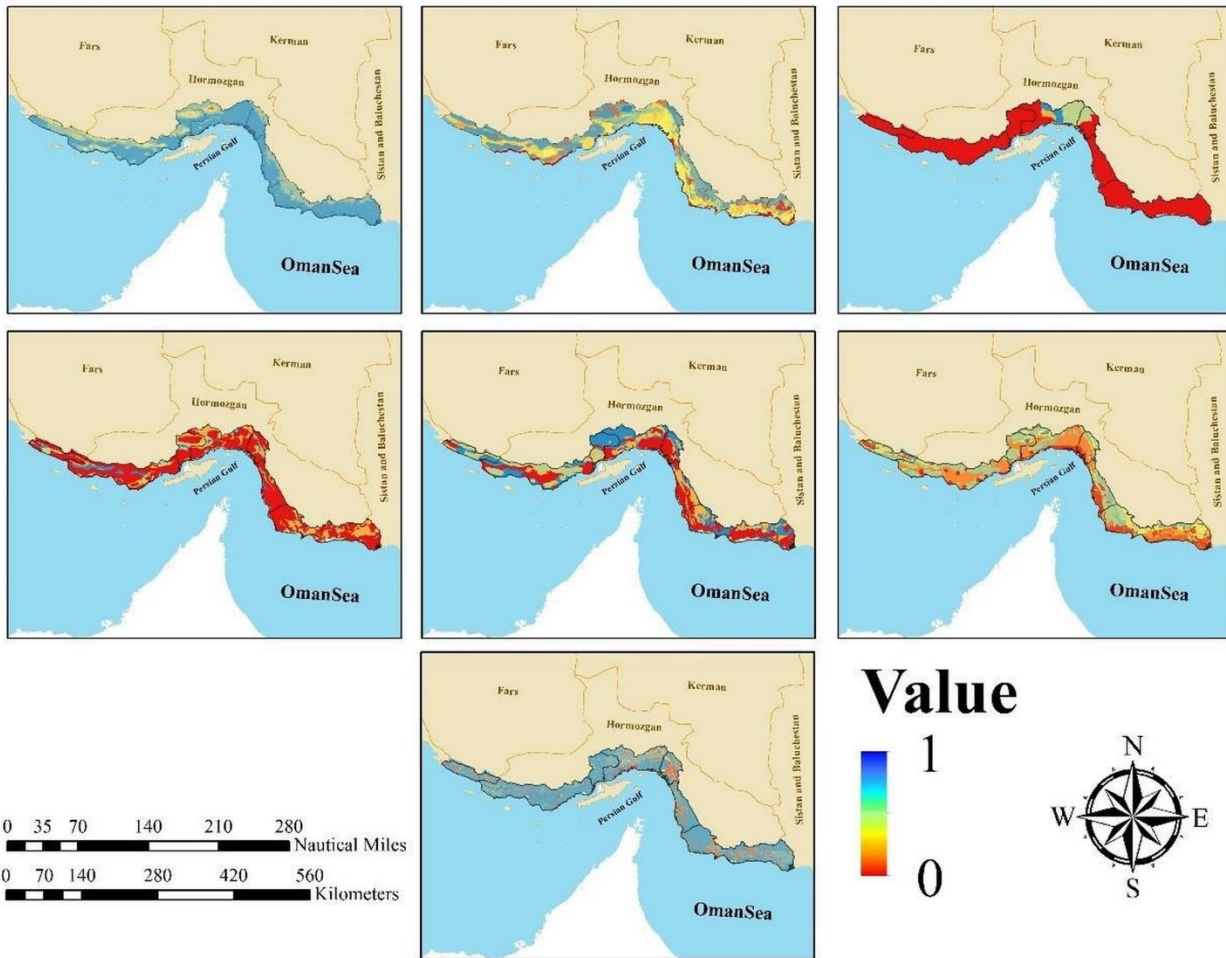 Fars
Kerman
Hormozgan
Sistan and Baluchestan
Persian Gulf
OmanSea
Fars
Kerman
Hormozgan
Sistan and Baluchestan
Persian Gulf
OmanSea
Fars
Kerman
Hormozgan
Sistan and Baluchestan
Persian Gulf
OmanSea
Fars
Kerman
Hormozgan
Sistan and Baluchestan
Persian Gulf
OmanSea
Fars
Kerman
Hormozgan
Sistan and Baluchestan
Persian Gulf
OmanSea
Fars
Kerman
Hormozgan
Sistan and Baluchestan
Persian Gulf
OmanSea
Fars
Kerman
Hormozgan
Sistan and Baluchestan
Persian Gulf
OmanSea
0 35 70 140 210 280
Nautical Miles
0 70 140 280 420 560
Kilometers
Value
1
0
N
W E
S